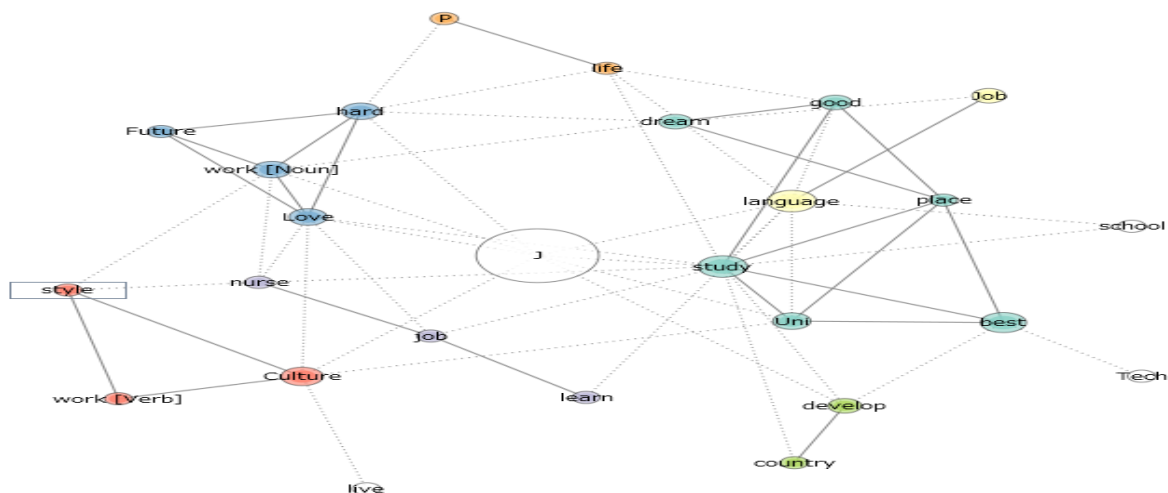 P
life
good
Job
hard
dream
Future
work [Noun]
language
place
Love
school
J
study
nurse
style
Uni
best
job
Culture
Tech
work [Verb]
learn
develop
country
live